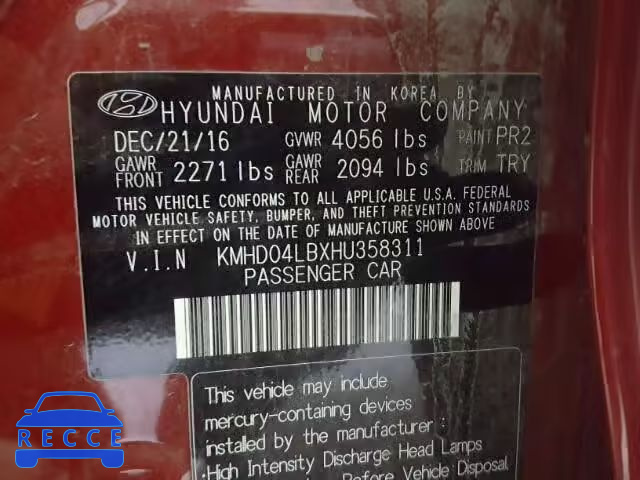 MANUFACTURED IN KOREA BY
HYUNDAI MOTOR COMPANY
DEC/21/16 GVWR 4056 lbs PAINT PR2
GAWR FRONT 2271 lbs GAWR REAR 2094 lbs TRIM TRY
THIS VEHICLE CONFORMS TO ALL APPLICABLE U.S.A. FEDERAL
MOTOR VEHICLE SAFETY, BUMPER, AND THEFT PREVENTION STANDARDS
IN EFFECT ON THE DATE OF MANUFACTURE SHOWN ABOVE
V.I.N KMHD04LBXHU358311
PASSENGER CAR
This vehicle may include
mercury-containing devices
installed by the manufacturer :
·High Intensity Discharge Head Lamps
Before Vehicle Disposal
RECCE